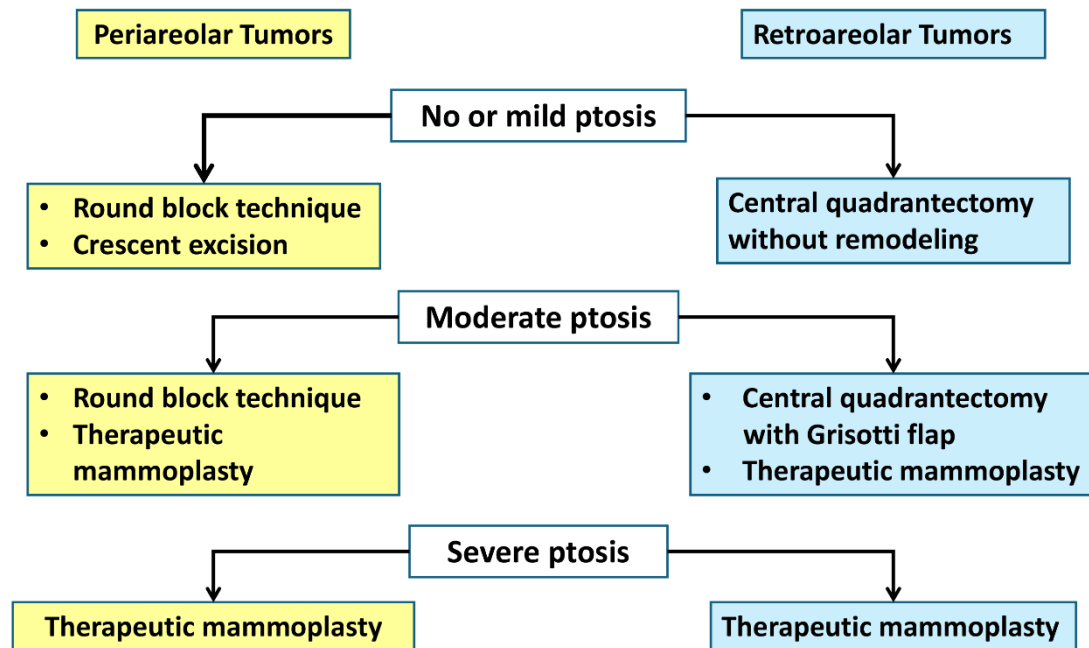 Periareolar Tumors
Retroareolar Tumors
No or mild ptosis
• Round block technique
• Crescent excision
Central quadrantectomy
without remodeling
Moderate ptosis
• Round block technique
• Therapeutic
mammoplasty
• Central quadrantectomy
with Grisotti flap
• Therapeutic mammoplasty
Severe ptosis
Therapeutic mammoplasty
Therapeutic mammoplasty